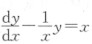 dy/dx − 1/x y = x